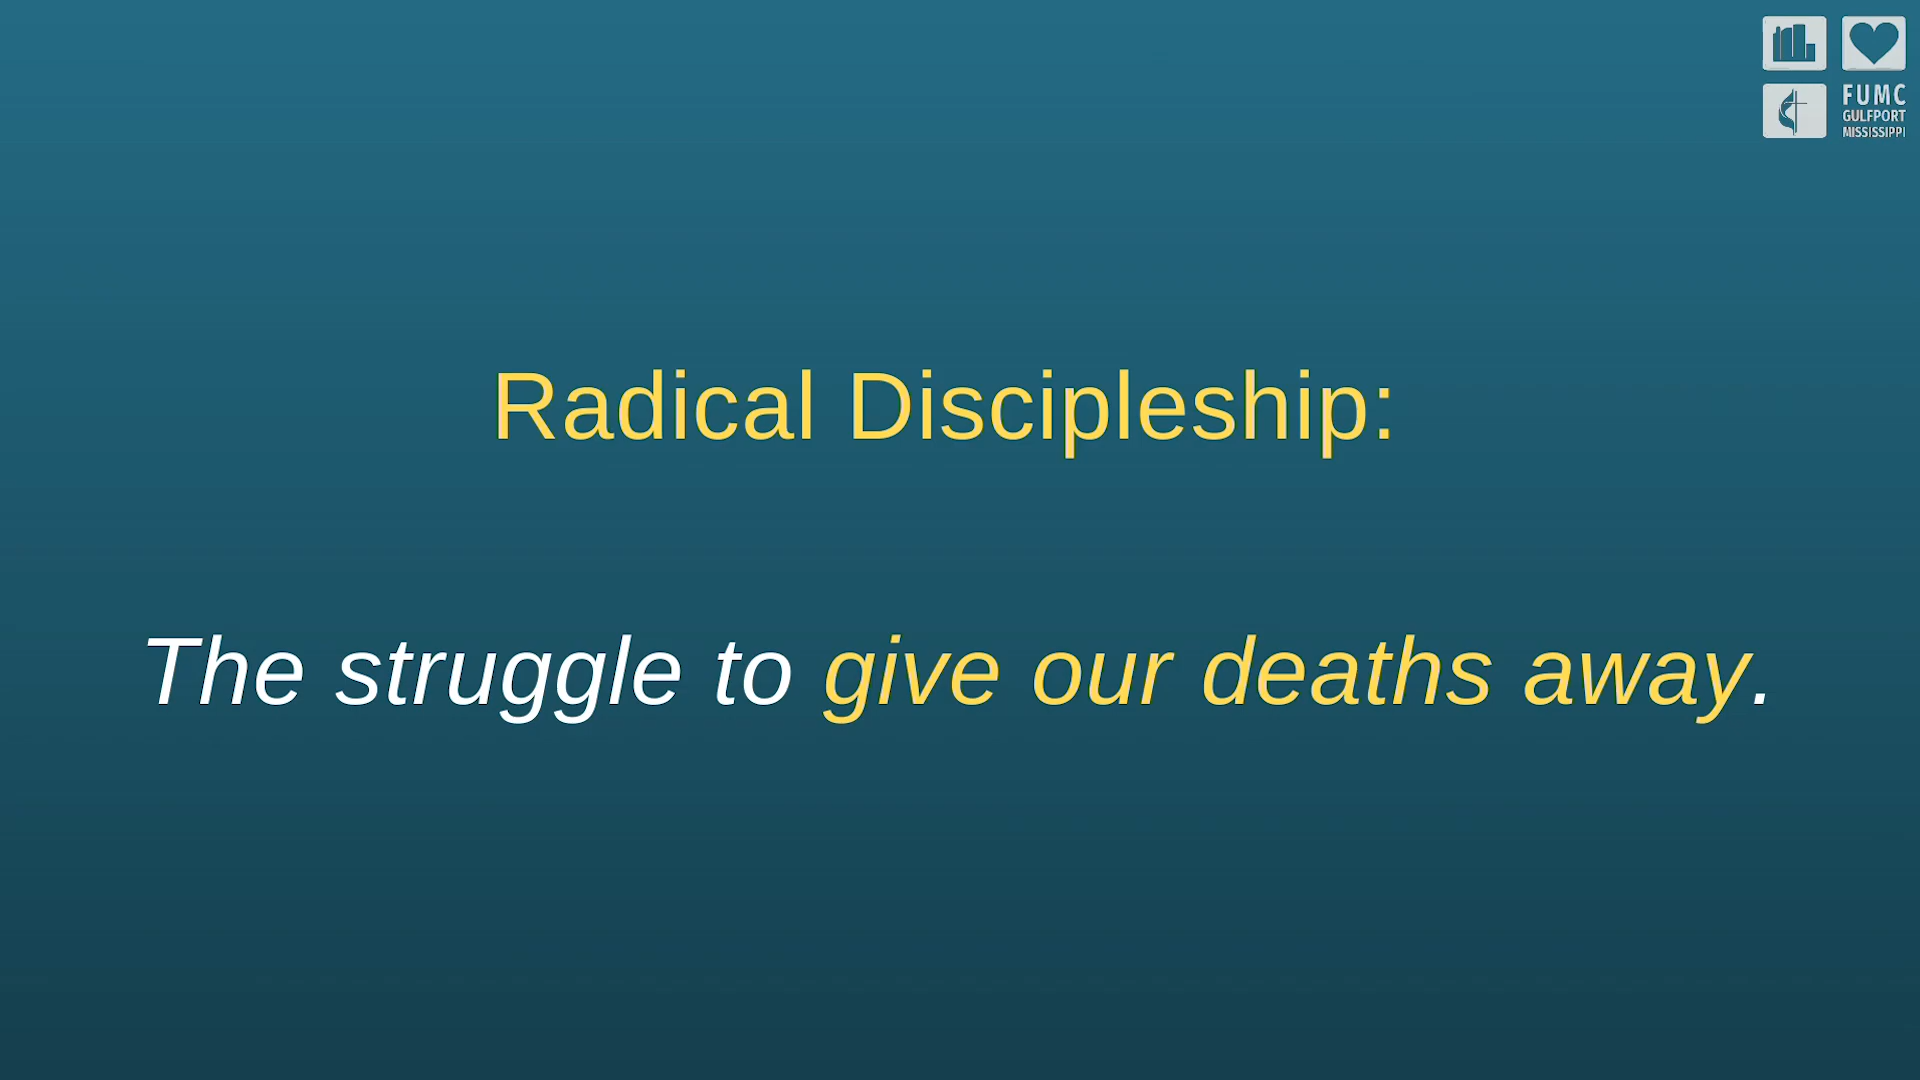 FUMC
GULFPORT
MISSISSIPPI
Radical Discipleship:
The struggle to give our deaths away.